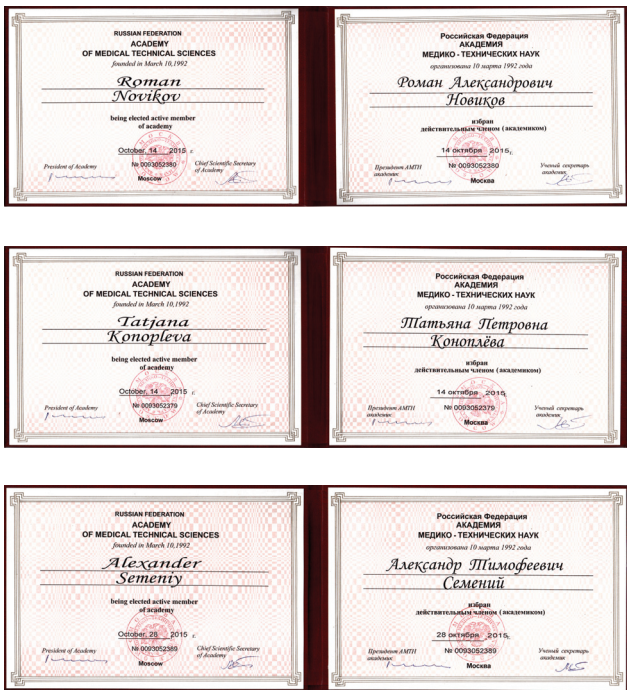 RUSSIAN FEDERATION
ACADEMY
OF MEDICAL TECHNICAL SCIENCES
founded in March 10,1992
Roman
Novikov
being elected active member
of academy
October, 14 2015 г.
№ 0093052380
President of Academy
Chief Scientific Secretary
of Academy
Moscow
Российская Федерация
АКАДЕМИЯ
МЕДИКО - ТЕХНИЧЕСКИХ НАУК
организована 10 марта 1992 года
Роман Александрович
Новиков
избран
действительным членом (академиком)
14 октября 2015г.
№ 0093052380
Президент АМТН
академик
Ученый секретарь
академик
Москва
RUSSIAN FEDERATION
ACADEMY
OF MEDICAL TECHNICAL SCIENCES
founded in March 10,1992
Tatjana
Konopleva
being elected active member
of academy
October, 14 2015 г.
№ 0093052379
President of Academy
Chief Scientific Secretary
of Academy
Moscow
Российская Федерация
АКАДЕМИЯ
МЕДИКО - ТЕХНИЧЕСКИХ НАУК
организована 10 марта 1992 года
Татьяна Петровна
Коноплёва
избран
действительным членом (академиком)
14 октября 2015
№ 0093052379
Президент АМТН
академик
Ученый секретарь
академик
Москва
RUSSIAN FEDERATION
ACADEMY
OF MEDICAL TECHNICAL SCIENCES
founded in March 10,1992
Alexander
Semeniy
being elected active member
of academy
October, 28 2015 г.
№ 0093052389
President of Academy
Chief Scientific Secretary
of Academy
Moscow
Российская Федерация
АКАДЕМИЯ
МЕДИКО - ТЕХНИЧЕСКИХ НАУК
организована 10 марта 1992 года
Александр Тимофеевич
Семений
избран
действительным членом (академиком)
28 октября 2015г.
№ 0093052389
Президент АМТН
академик
Ученый секретарь
академик
Москва